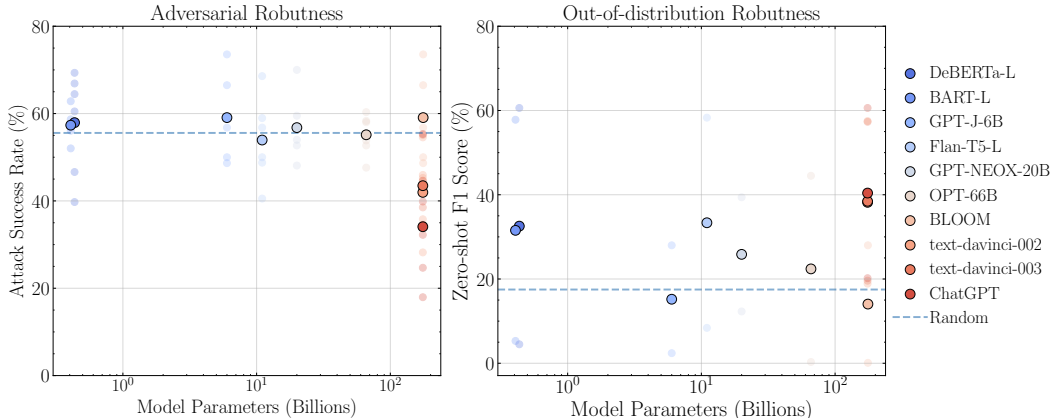 Adversarial Robutness
Attack Success Rate (%)
80
60
40
20
0
10^0
10^1
10^2
Model Parameters (Billions)
Out-of-distribution Robutness
Zero-shot F1 Score (%)
80
60
40
20
0
10^0
10^1
10^2
Model Parameters (Billions)
DeBERTa-L
BART-L
GPT-J-6B
Flan-T5-L
GPT-NEOX-20B
OPT-66B
BLOOM
text-davinci-002
text-davinci-003
ChatGPT
Random